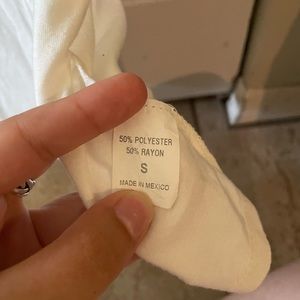 50% POLYESTER
50% RAYON
S
MADE IN MEXICO